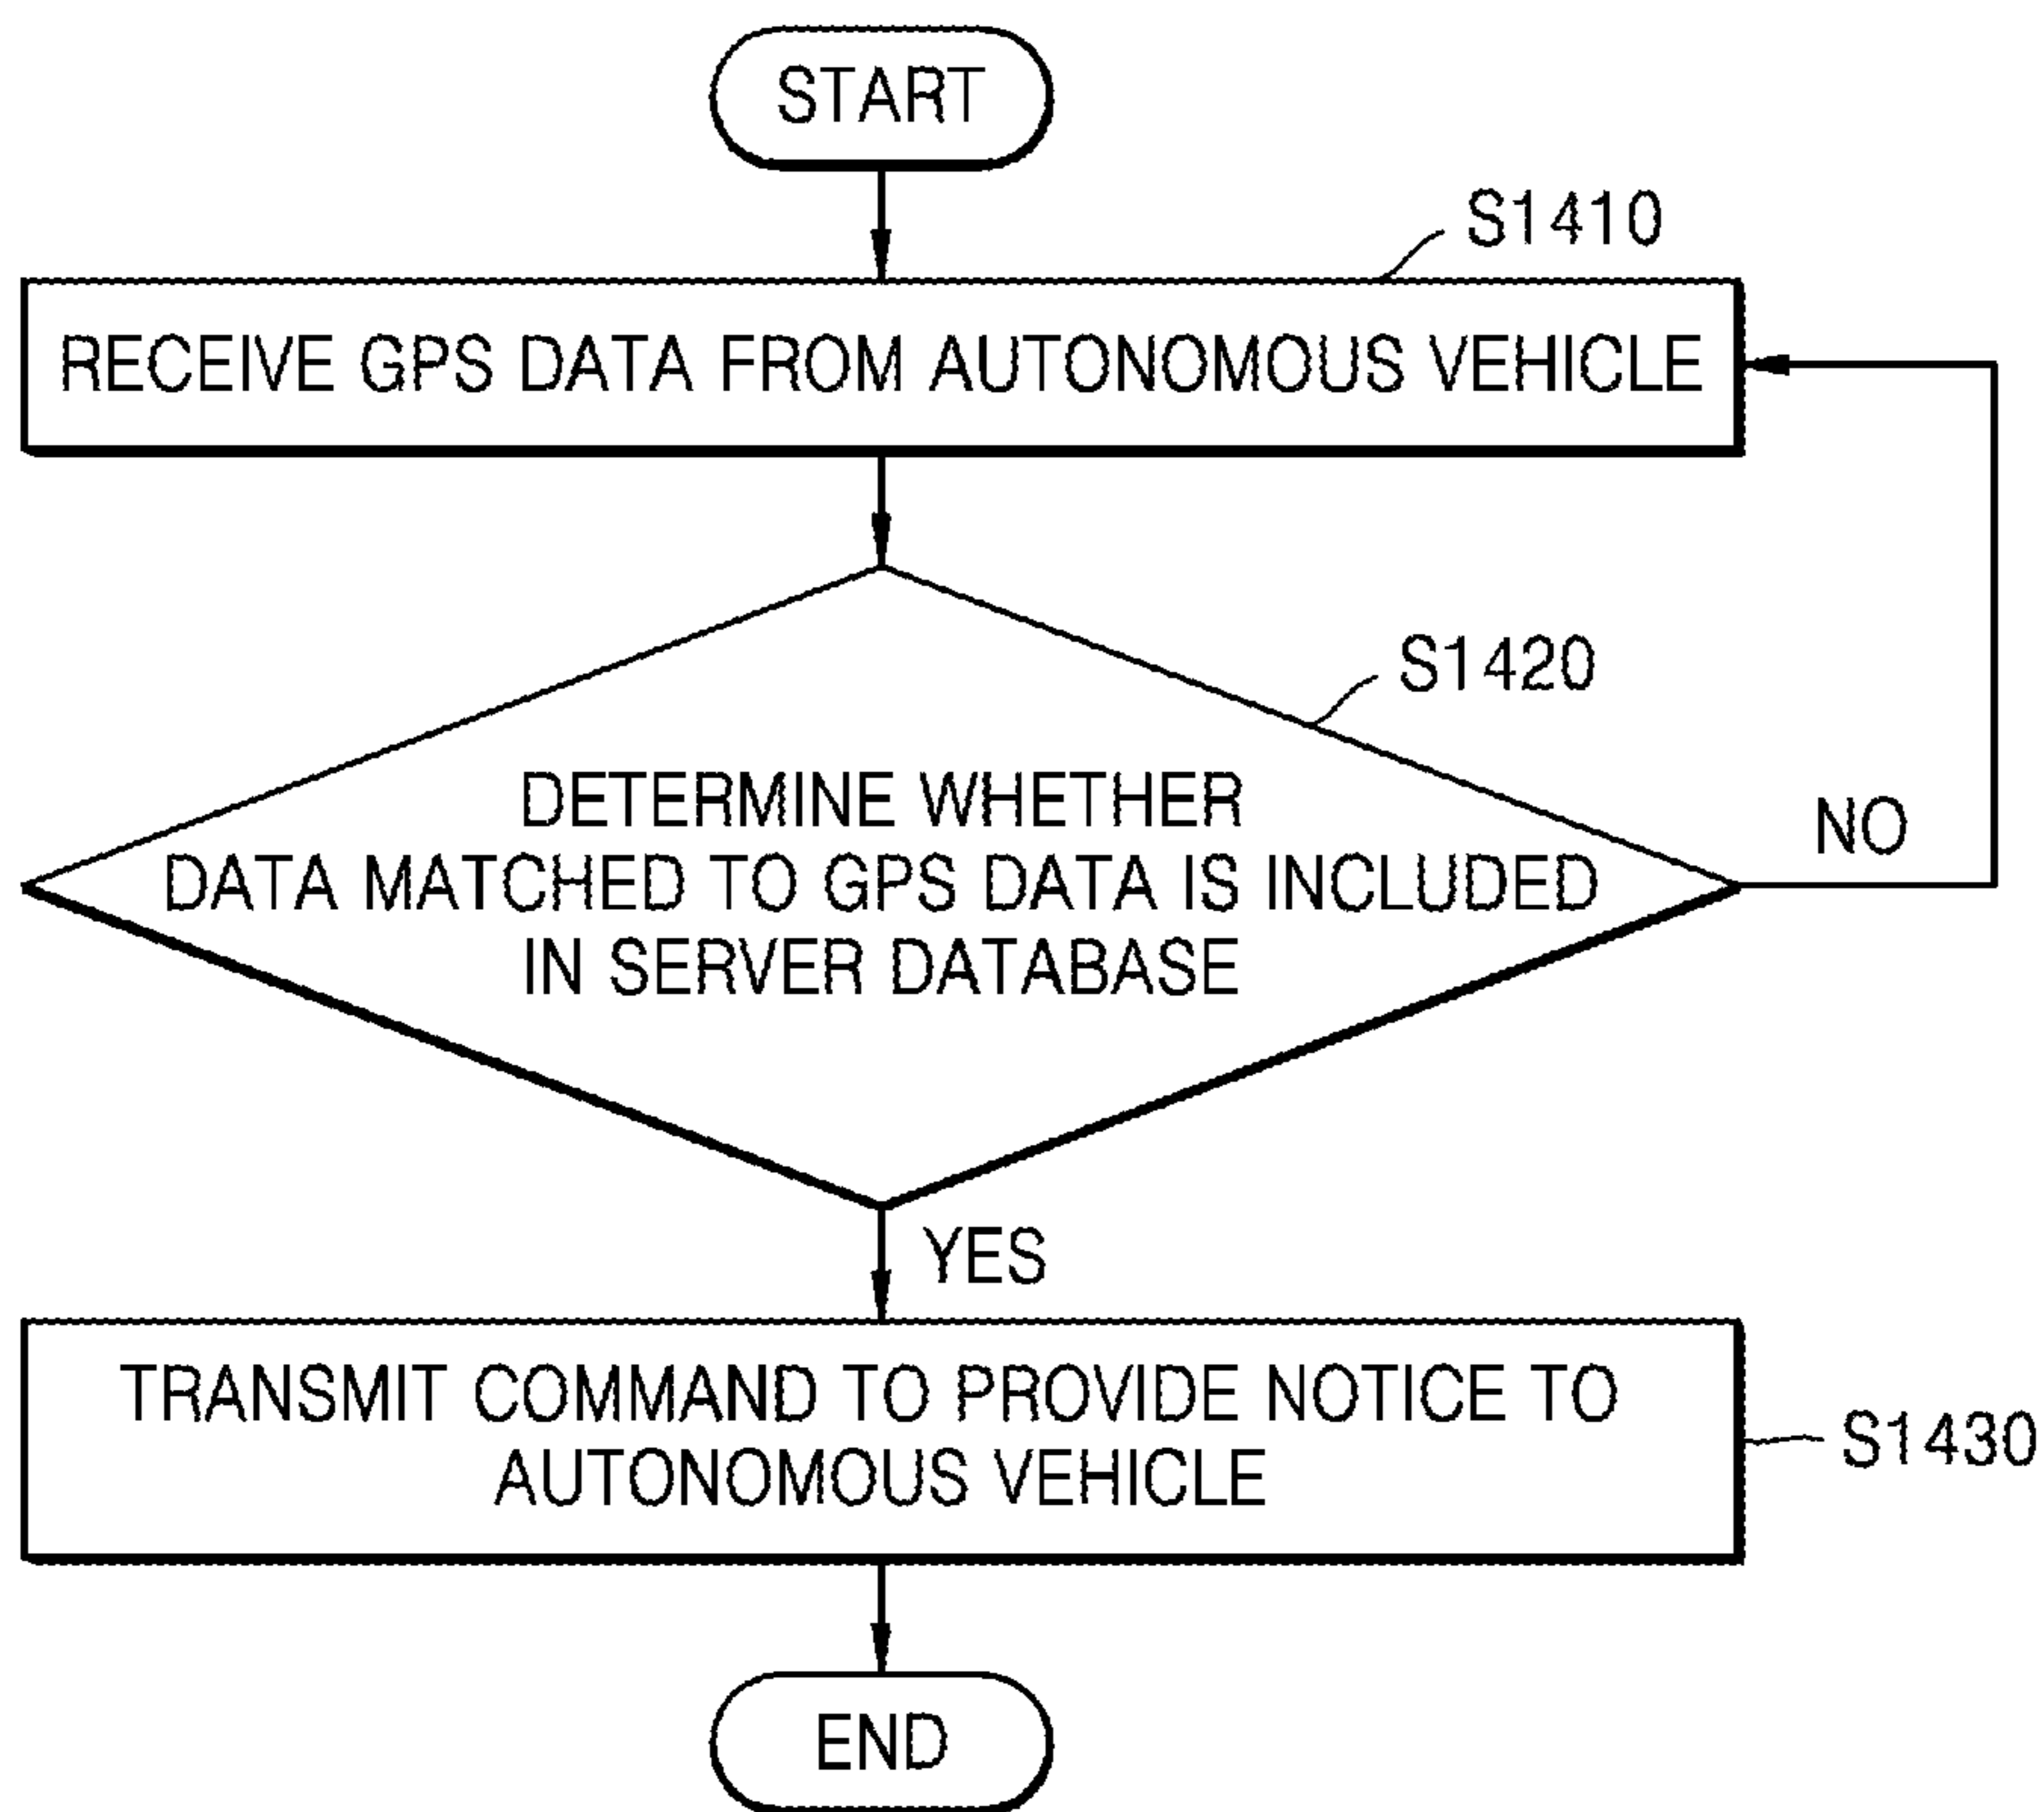 START
S1410
RECEIVE GPS DATA FROM AUTONOMOUS VEHICLE
S1420
DETERMINE WHETHER
DATA MATCHED TO GPS DATA IS INCLUDED
IN SERVER DATABASE
NO
YES
TRANSMIT COMMAND TO PROVIDE NOTICE TO
AUTONOMOUS VEHICLE
S1430
END